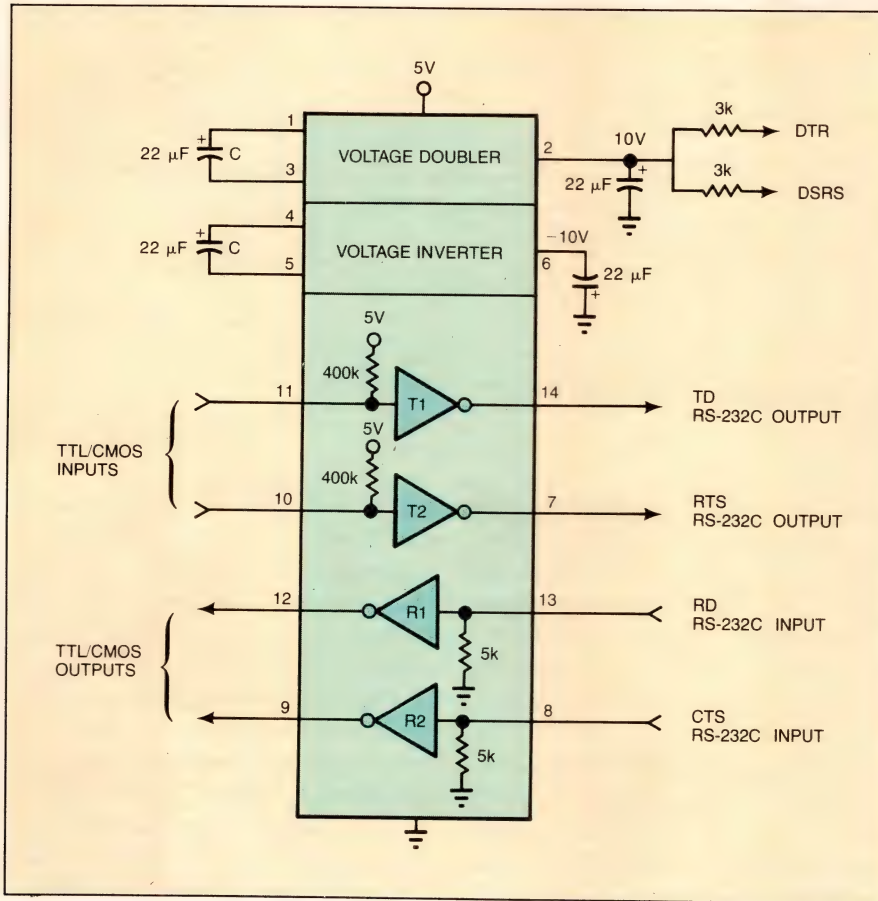 5V
1
22 μF + C
3
VOLTAGE DOUBLER
2
10V
22 μF +
3k
DTR
3k
DSRS
4
22 μF + C
5
VOLTAGE INVERTER
−10V
6
22 μF
+
5V
400k
11
T1
14
TD
RS-232C OUTPUT
TTL/CMOS
INPUTS
5V
400k
10
T2
7
RTS
RS-232C OUTPUT
12
R1
13
RD
RS-232C INPUT
5k
TTL/CMOS
OUTPUTS
9
R2
8
CTS
RS-232C INPUT
5k